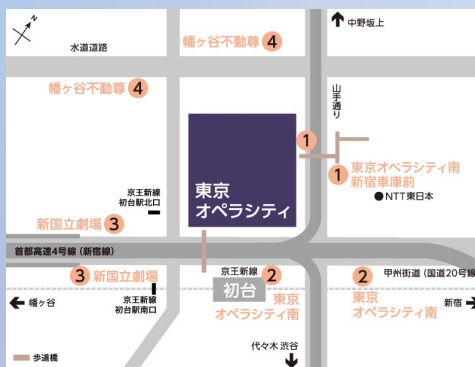 N
中野坂上
水道道路
幡ヶ谷不動尊 4
幡ヶ谷不動尊 4
山手通り
1
1 東京オペラシティ南
新宿車庫前
NTT東日本
東京
オペラシティ
京王新線
初台駅北口
新国立劇場 3
首都高速4号線(新宿線)
3 新国立劇場
京王新線
初台
2
東京
オペラシティ南
2
東京
オペラシティ南
甲州街道(国道20号線
幡ヶ谷
京王新線
初台駅南口
新宿
代々木 渋谷
歩道橋